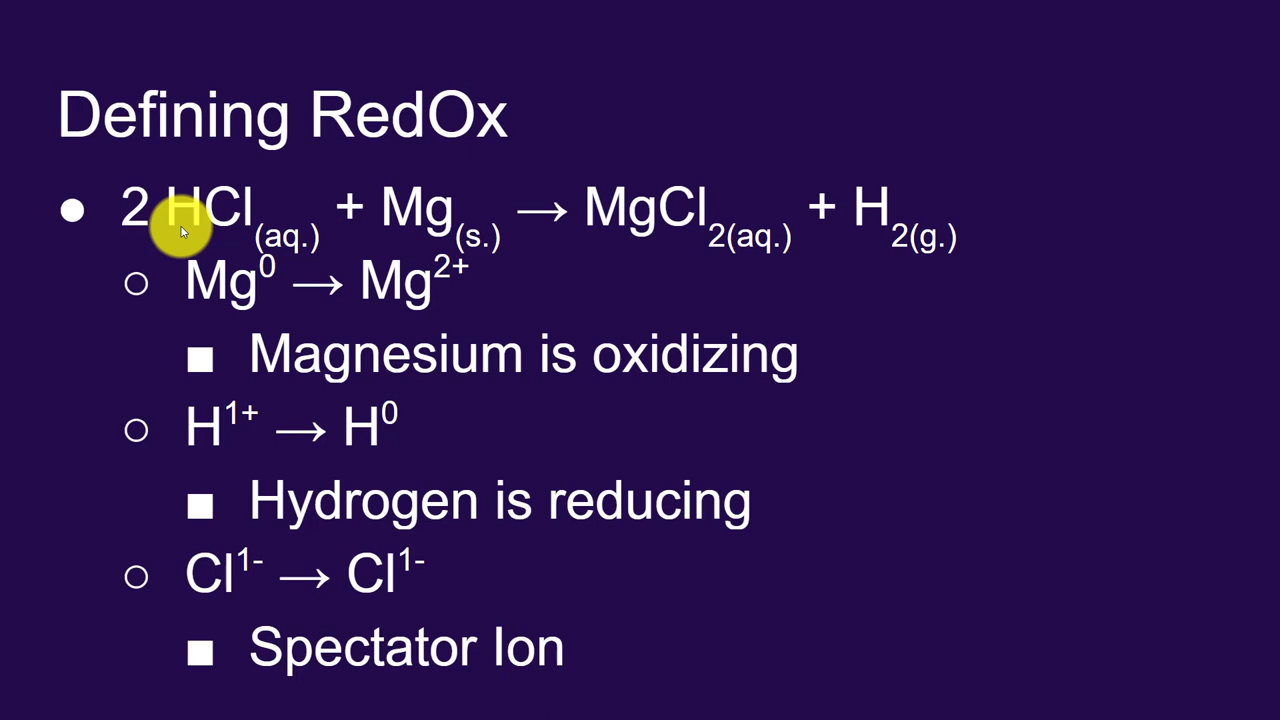 Defining RedOx
● 2 HCl(aq.) + Mg(s.) → MgCl2(aq.) + H2(g.)
○ Mg⁰ → Mg²⁺
■ Magnesium is oxidizing
○ H¹⁺ → H⁰
■ Hydrogen is reducing
○ Cl¹⁻ → Cl¹⁻
■ Spectator Ion